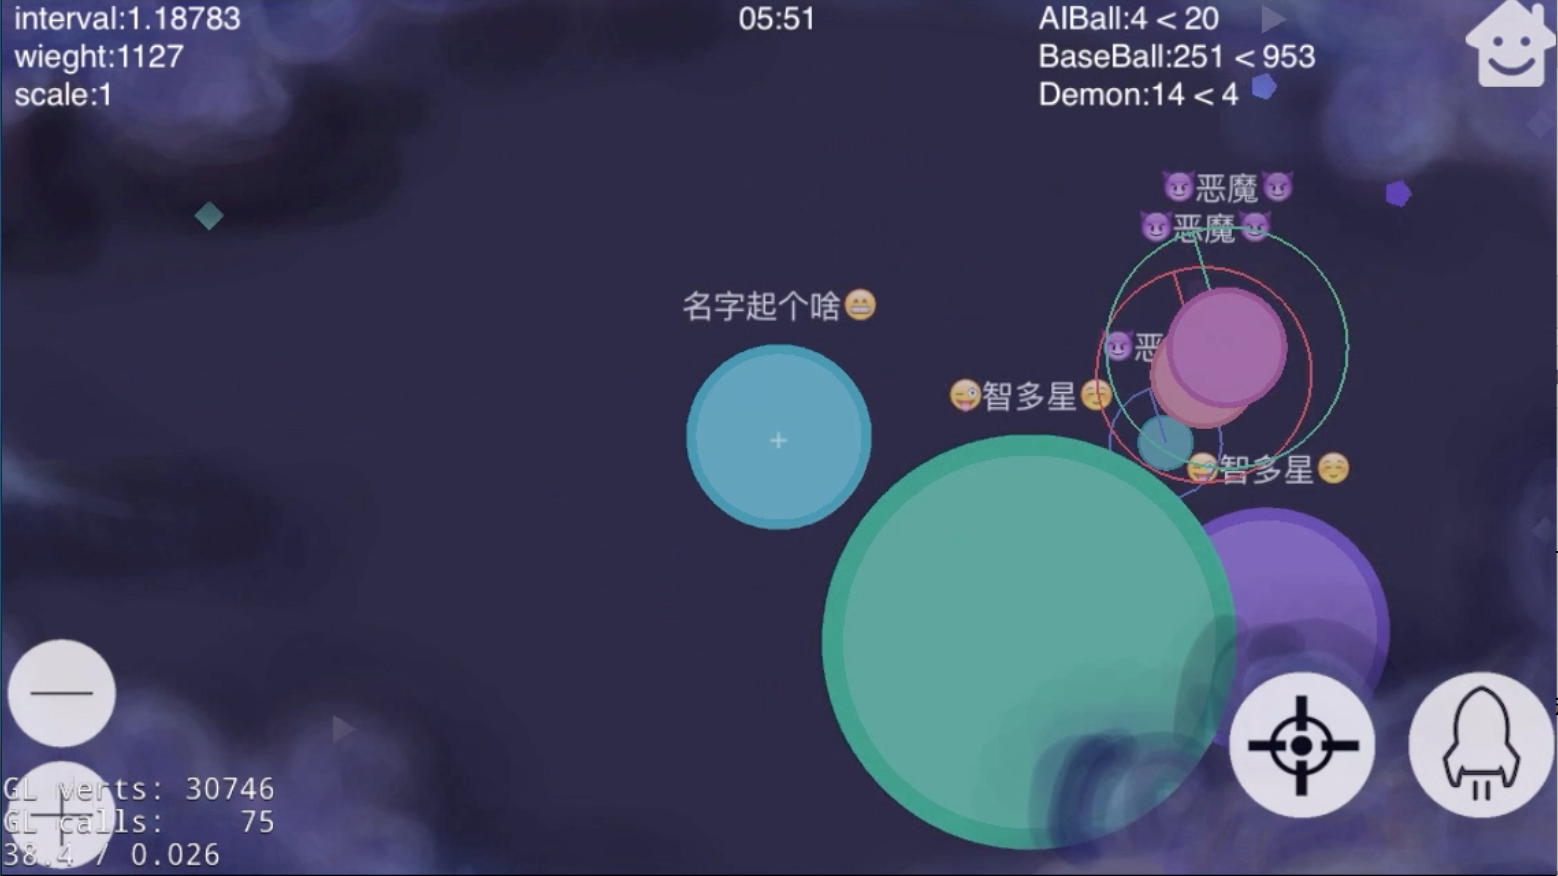 interval:1.18783
05:51
AIBall:4 < 20
wieght:1127
BaseBall:251 < 953
scale:1
Demon:14 < 4
😈恶魔😈
😈恶魔😈
名字起个啥😁
😈恶
😜智多星☺️
😜智多星☺️
GL verts: 30746
GL calls: 75
38.4 / 0.026